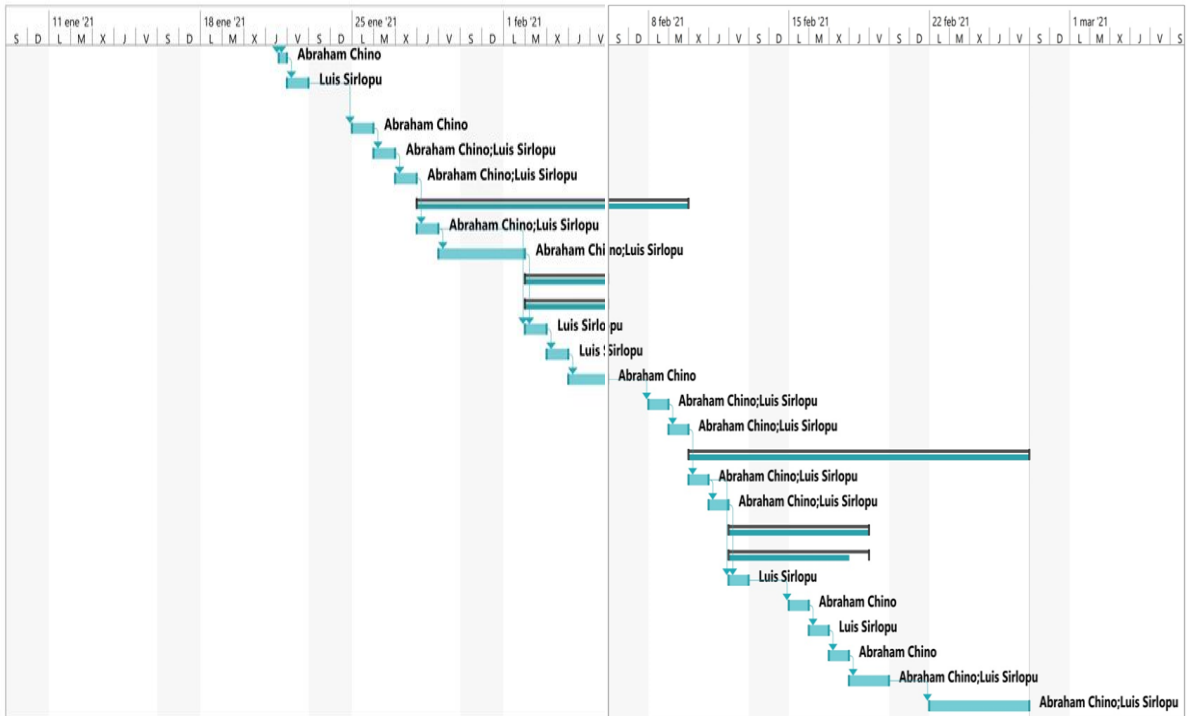 11 ene '21 18 ene '21 25 ene '21 1 feb '21 8 feb '21 15 feb '21 22 feb '21 1 mar '21
S D L M X J V S D L M X J V S D L M X J V S D L M X J V S D L M X J V S D L M X J V S D L M X J V S D L M X J V S
Abraham Chino
Luis Sirlopu
Abraham Chino
Abraham Chino;Luis Sirlopu
Abraham Chino;Luis Sirlopu
Abraham Chino;Luis Sirlopu
Abraham Chino;Luis Sirlopu
Luis Sirlopu
Luis Sirlopu
Abraham Chino
Abraham Chino;Luis Sirlopu
Abraham Chino;Luis Sirlopu
Abraham Chino;Luis Sirlopu
Abraham Chino;Luis Sirlopu
Luis Sirlopu
Abraham Chino
Luis Sirlopu
Abraham Chino
Abraham Chino;Luis Sirlopu
Abraham Chino;Luis Sirlopu